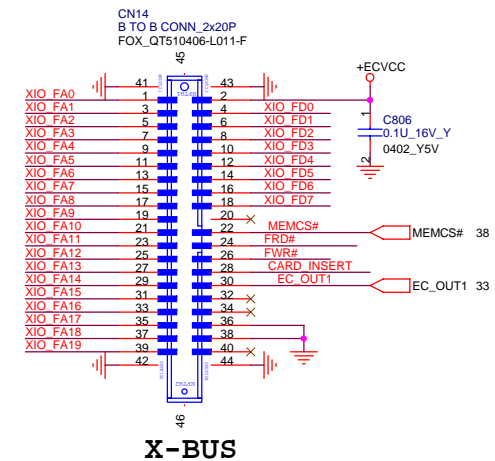 CN14
B TO B CONN_2x20P
FOX_QT510406-L011-F
45
+ECVCC
41 43
XIO_FA0 1 2
XIO_FA1 3 4 XIO_FD0
XIO_FA2 5 6 XIO_FD1
XIO_FA3 7 8 XIO_FD2
XIO_FA4 9 10 XIO_FD3
XIO_FA5 11 12 XIO_FD4
XIO_FA6 13 14 XIO_FD5
XIO_FA7 15 16 XIO_FD6
XIO_FA8 17 18 XIO_FD7
XIO_FA9 19 20
XIO_FA10 21 22 MEMCS# MEMCS# 38
XIO_FA11 23 24 FRD#
XIO_FA12 25 26 FWR#
XIO_FA13 27 28 CARD_INSERT
XIO_FA14 29 30 EC_OUT1 EC_OUT1 33
XIO_FA15 31 32
XIO_FA16 33 34
XIO_FA17 35 36
XIO_FA18 37 38
XIO_FA19 39 40
42 44
1
C806
0.1U_16V_Y
0402_Y5V
2
46
X-BUS